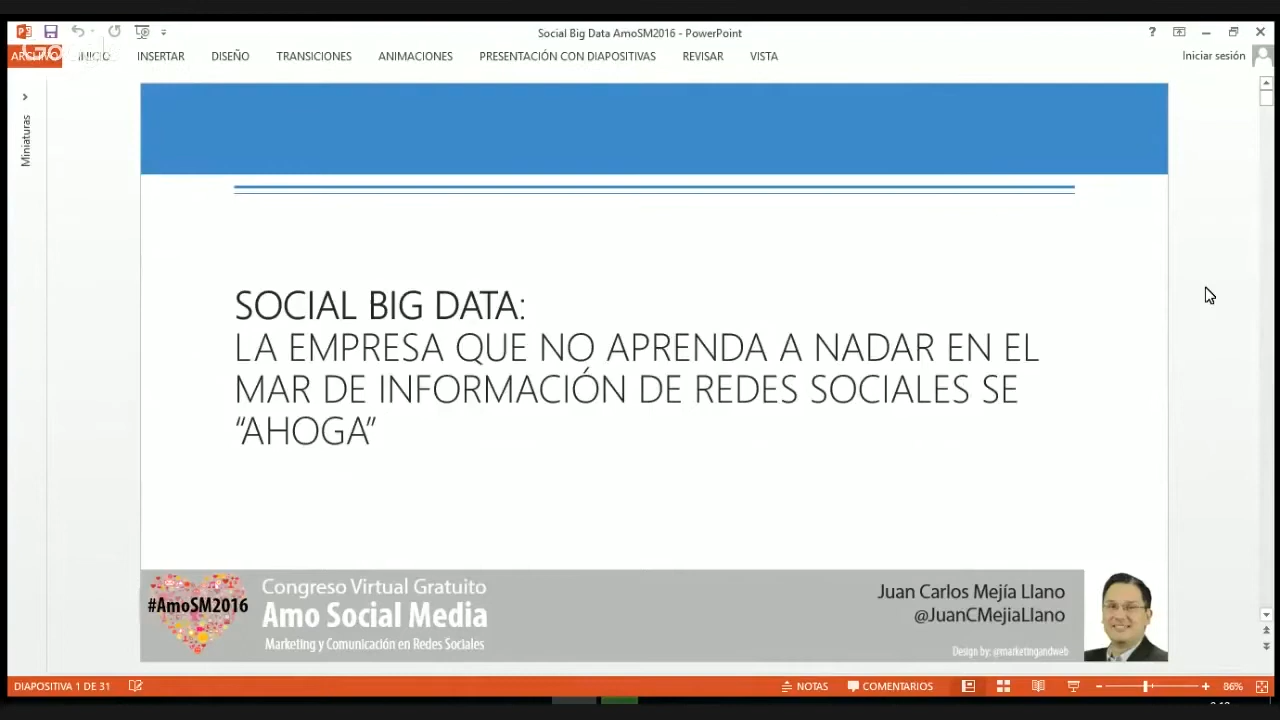 Social Big Data AmoSM2016 - PowerPoint
?
ARCHIVO INICIO INSERTAR DISEÑO TRANSICIONES ANIMACIONES PRESENTACIÓN CON DIAPOSITIVAS REVISAR VISTA
Iniciar sesión
Miniaturas
SOCIAL BIG DATA:
LA EMPRESA QUE NO APRENDA A NADAR EN EL
MAR DE INFORMACIÓN DE REDES SOCIALES SE
“AHOGA”
#AmoSM2016
Congreso Virtual Gratuito
Amo Social Media
Marketing y Comunicación en Redes Sociales
Juan Carlos Mejía Llano
@JuanCMejiaLlano
Design by: @marketingandweb
DIAPOSITIVA 1 DE 31
NOTAS
COMENTARIOS
86%